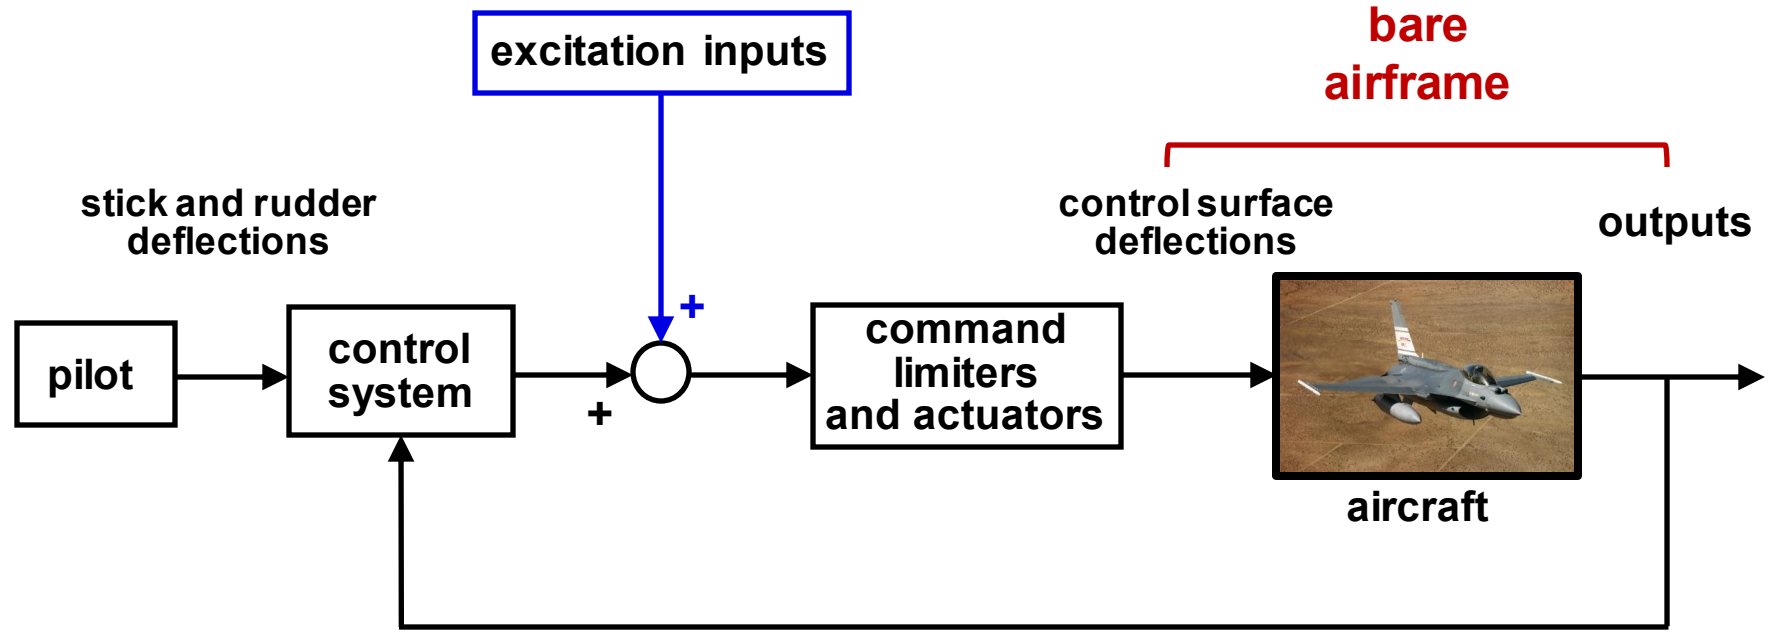 excitation inputs
bare
airframe
stick and rudder
deflections
control surface
deflections
outputs
pilot
control
system
+
+
command
limiters
and actuators
aircraft